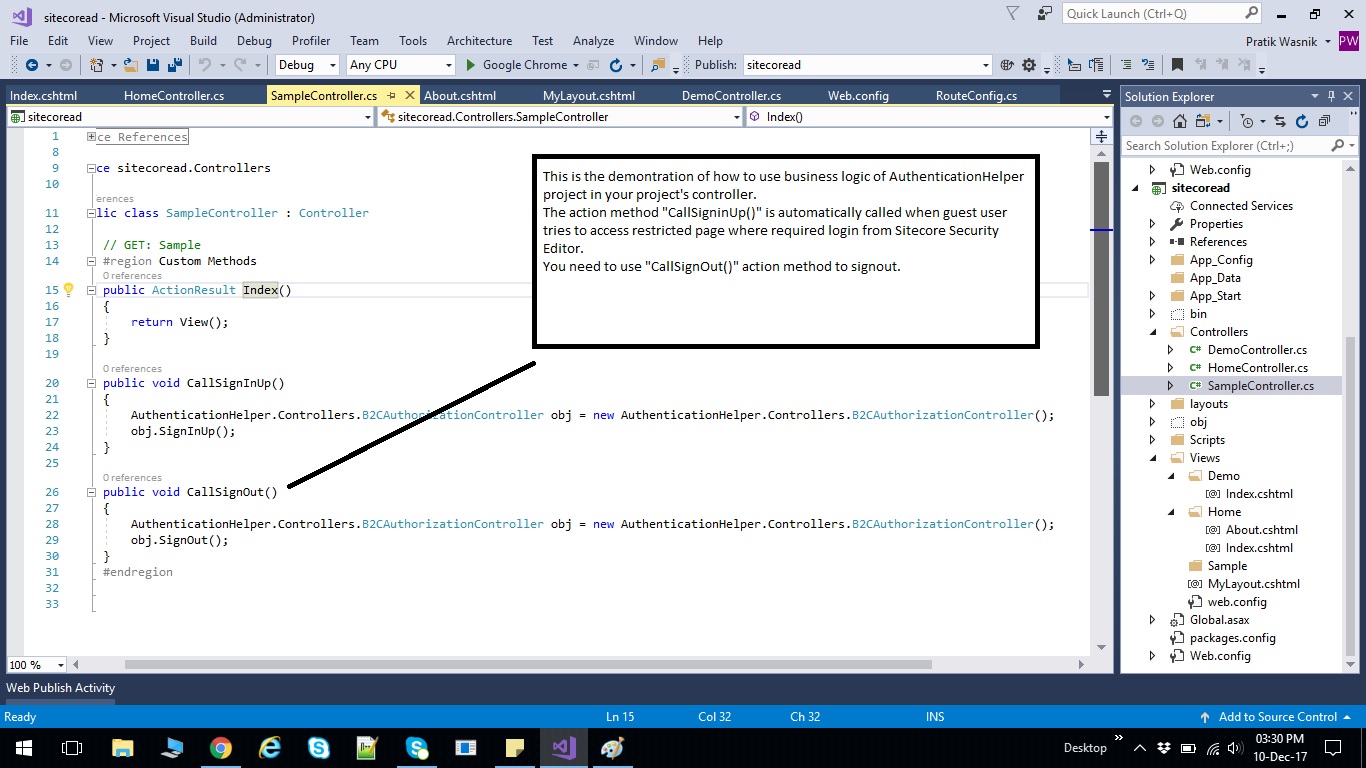 sitecoread - Microsoft Visual Studio (Administrator)
Quick Launch (Ctrl+Q)
File Edit View Project Build Debug Profiler Team Tools Architecture Test Analyze Window Help
Pratik Wasnik PW
Debug Any CPU Google Chrome Publish: sitecoread
Index.cshtml HomeController.cs SampleController.cs About.cshtml MyLayout.cshtml DemoController.cs Web.config RouteConfig.cs
sitecoread sitecoread.Controllers.SampleController Index()
1 ce References
8
9 ce sitecoread.Controllers
10
erences
11 lic class SampleController : Controller
12
13 // GET: Sample
14 #region Custom Methods
0 references
15 public ActionResult Index()
16 {
17 return View();
18 }
19
0 references
20 public void CallSignInUp()
21 {
22 AuthenticationHelper.Controllers.B2CAuthorizationController obj = new AuthenticationHelper.Controllers.B2CAuthorizationController();
23 obj.SignInUp();
24 }
25
0 references
26 public void CallSignOut()
27 {
28 AuthenticationHelper.Controllers.B2CAuthorizationController obj = new AuthenticationHelper.Controllers.B2CAuthorizationController();
29 obj.SignOut();
30 }
31 #endregion
32
33
This is the demontration of how to use business logic of AuthenticationHelper
project in your project's controller.
The action method "CallSigninUp()" is automatically called when guest user
tries to access restricted page where required login from Sitecore Security
Editor.
You need to use "CallSignOut()" action method to signout.
100 %
Solution Explorer
Search Solution Explorer (Ctrl+;)
Web.config
sitecoread
Connected Services
Properties
References
App_Config
App_Data
App_Start
bin
Controllers
C# DemoController.cs
C# HomeController.cs
C# SampleController.cs
layouts
obj
Scripts
Views
Demo
[@] Index.cshtml
Home
[@] About.cshtml
[@] Index.cshtml
Sample
[@] MyLayout.cshtml
web.config
Global.asax
packages.config
Web.config
Web Publish Activity
Ready Ln 15 Col 32 Ch 32 INS Add to Source Control
Desktop
03:30 PM
10-Dec-17